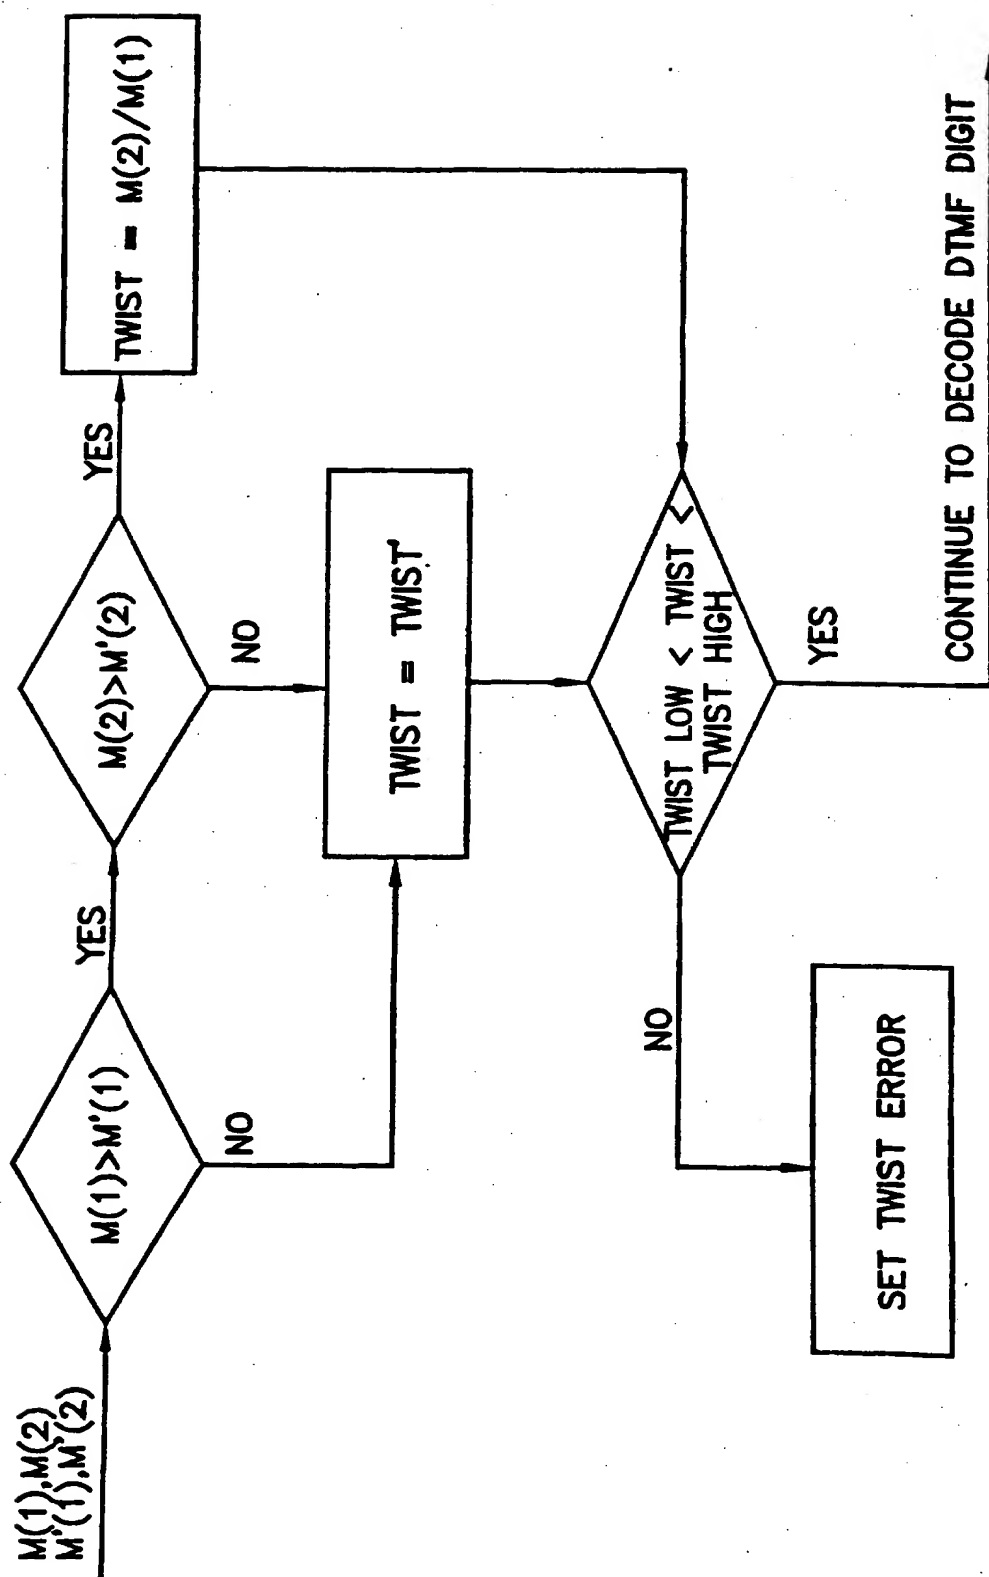 M(1),M(2)
M'(1),M'(2)
M(1)>M'(1)
YES
M(2)>M'(2)
YES
TWIST = M(2)/M(1)
NO
NO
TWIST = TWIST'
TWIST LOW < TWIST <
TWIST HIGH
NO
YES
SET TWIST ERROR
CONTINUE TO DECODE DTMF DIGIT